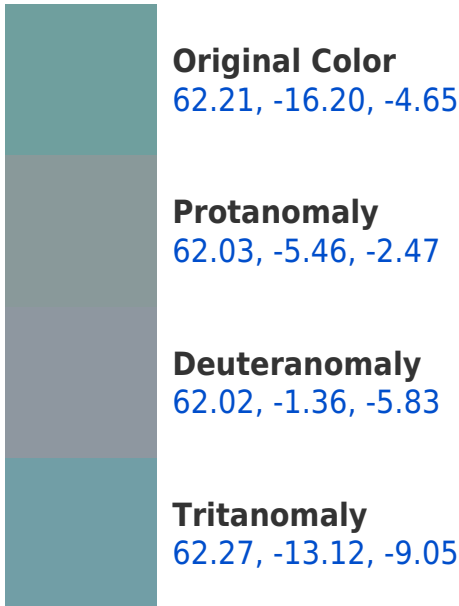 Original Color
62.21, -16.20, -4.65
Protanomaly
62.03, -5.46, -2.47
Deuteranomaly
62.02, -1.36, -5.83
Tritanomaly
62.27, -13.12, -9.05